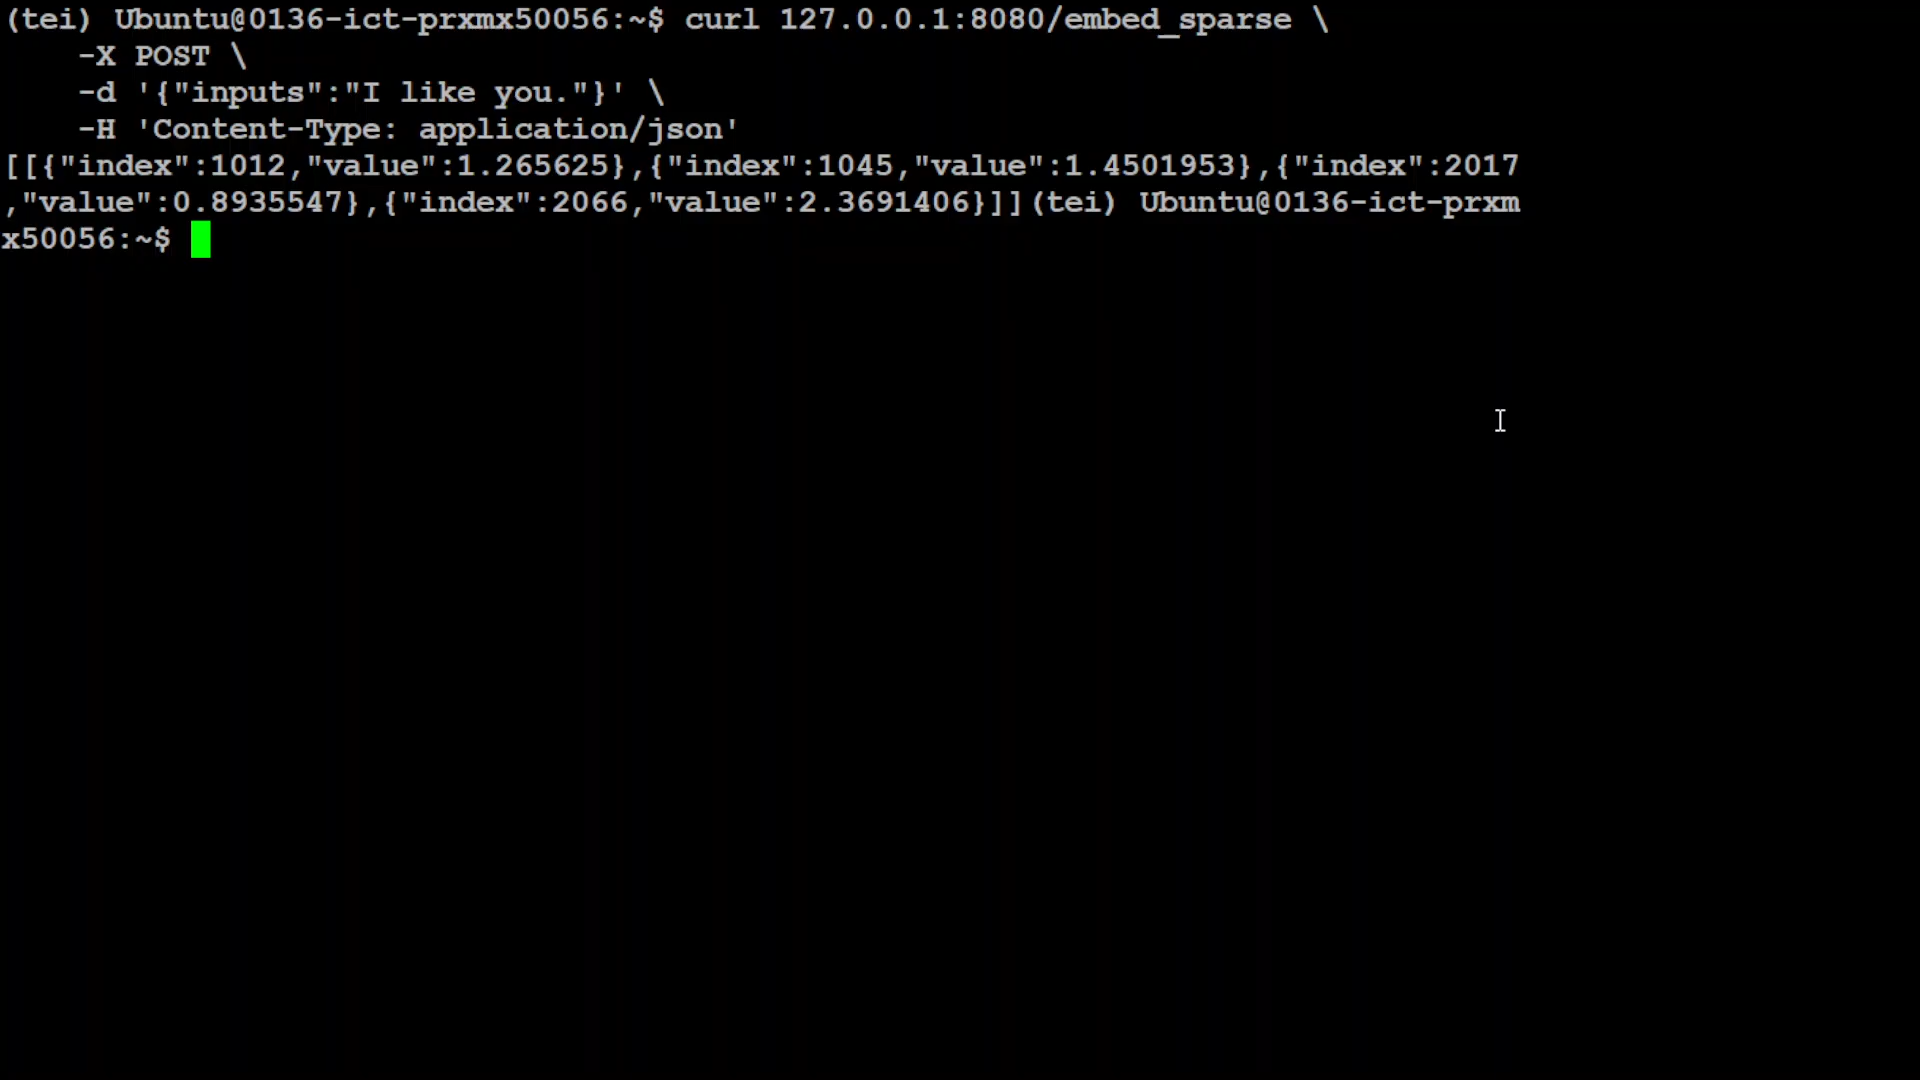 (tei) Ubuntu@0136-ict-prxmx50056:~$ curl 127.0.0.1:8080/embed_sparse \
    -X POST \
    -d '{"inputs":"I like you."}' \
    -H 'Content-Type: application/json'
[[{"index":1012,"value":1.265625},{"index":1045,"value":1.4501953},{"index":2017
,"value":0.8935547},{"index":2066,"value":2.3691406}]](tei) Ubuntu@0136-ict-prxm
x50056:~$